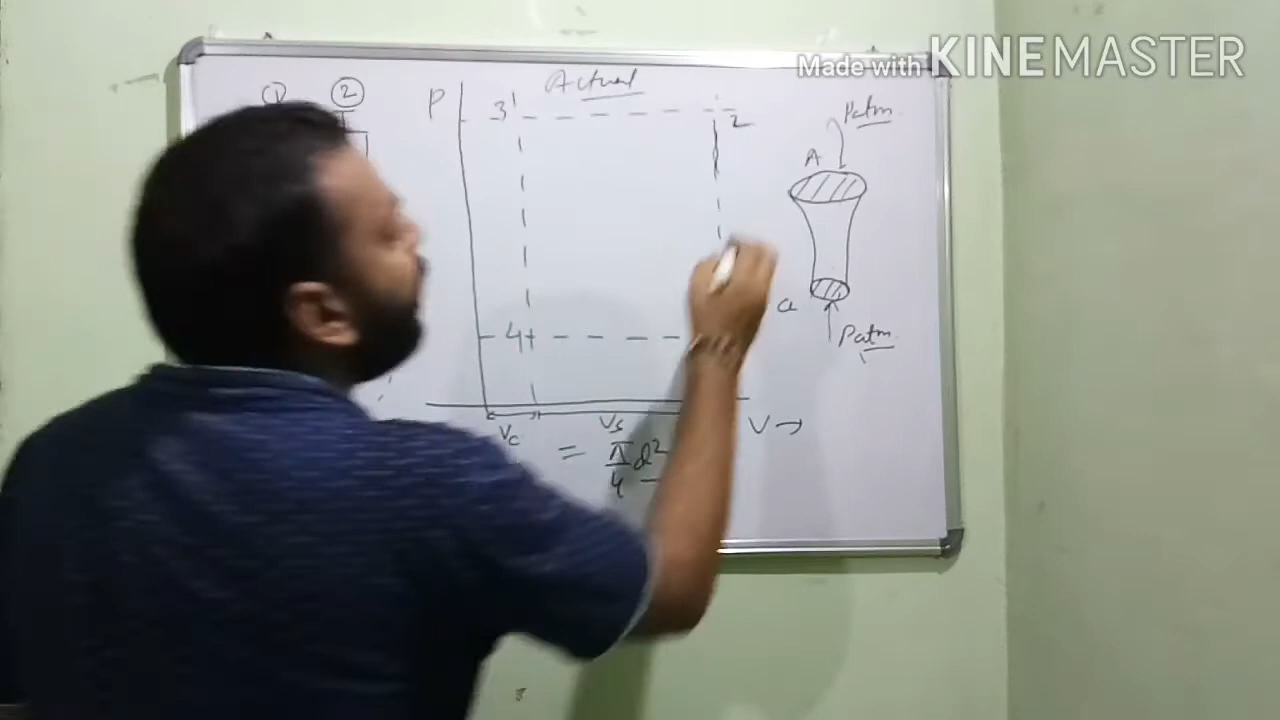 Made with KINEMASTER
① ②
Actual
P 3' 2
Patm
A
a
4
Patm
Vc Vs V →
= π/4 d²